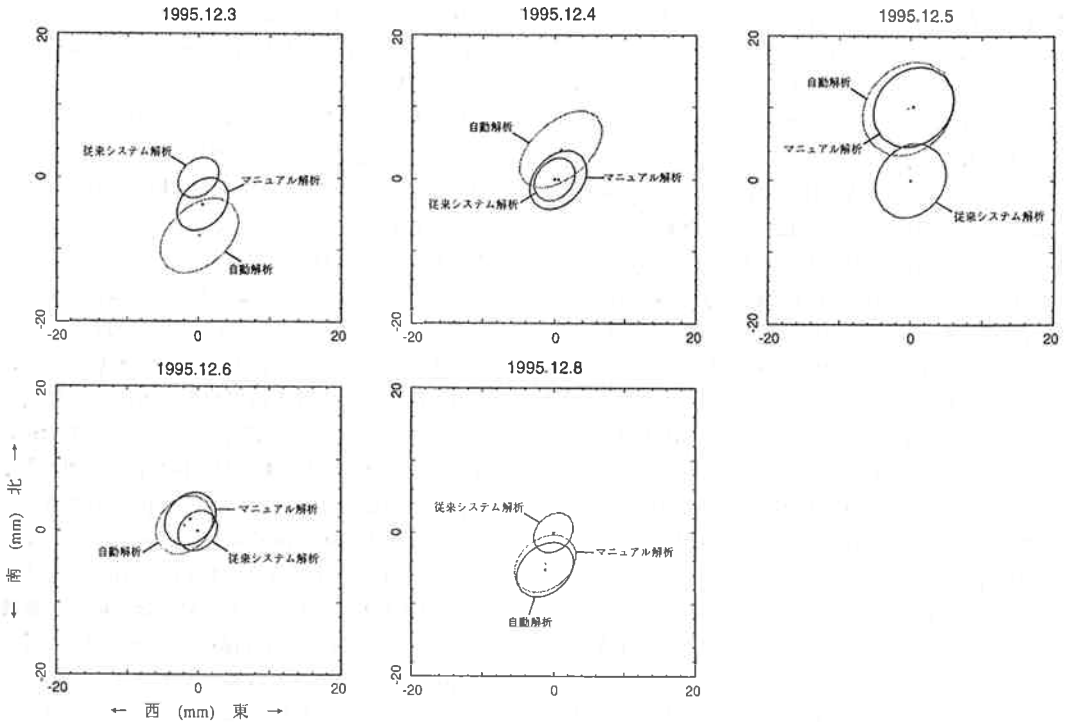 1995.12.3
20
0
-20
0
20
従来システム解析
マニュアル解析
自動解析
1995.12.4
20
0
-20
-20
0
20
自動解析
マニュアル解析
従来システム解析
1995.12.5
20
0
-20
-20
0
20
自動解析
マニュアル解析
従来システム解析
1995.12.6
20
0
-20
-20
0
20
マニュアル解析
自動解析
従来システム解析
← 南 (mm) 北 →
← 西 (mm) 東 →
1995.12.8
20
0
-20
-20
0
20
従来システム解析
マニュアル解析
自動解析